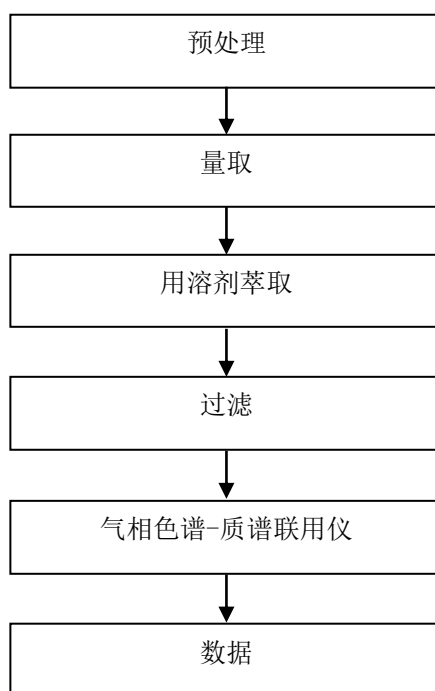 预处理
量取
用溶剂萃取
过滤
气相色谱-质谱联用仪
数据